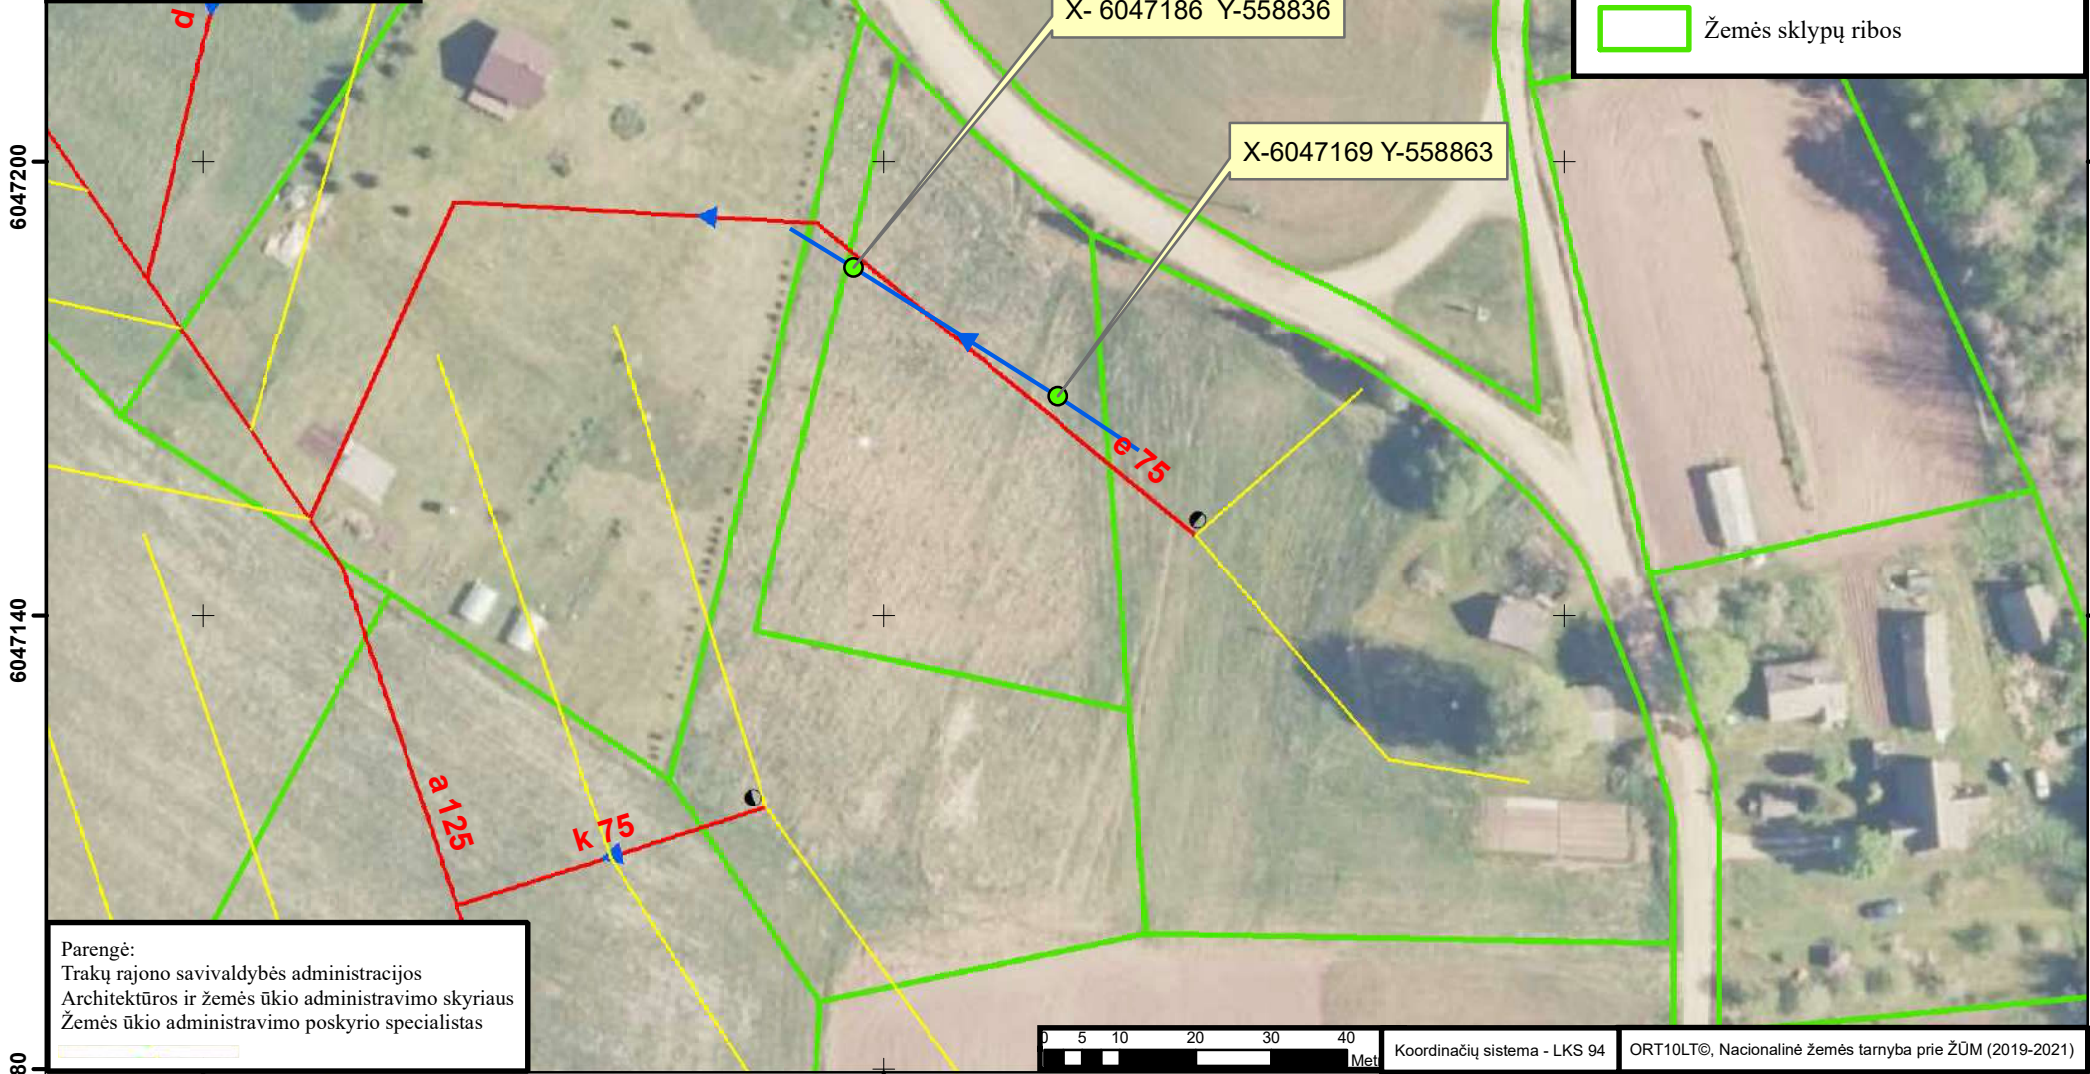 d
X- 6047186 Y-558836
Žemės sklypų ribos
X-6047169 Y-558863
6047200
e 75
6047140
a 125
k 75
Parengė:
Trakų rajono savivaldybės administracijos
Architektūros ir žemės ūkio administravimo skyriaus
Žemės ūkio administravimo poskyrio specialistas
80
0 5 10 20 30 40
Met
Koordinačių sistema - LKS 94
ORT10LT©, Nacionalinė žemės tarnyba prie ŽŪM (2019-2021)